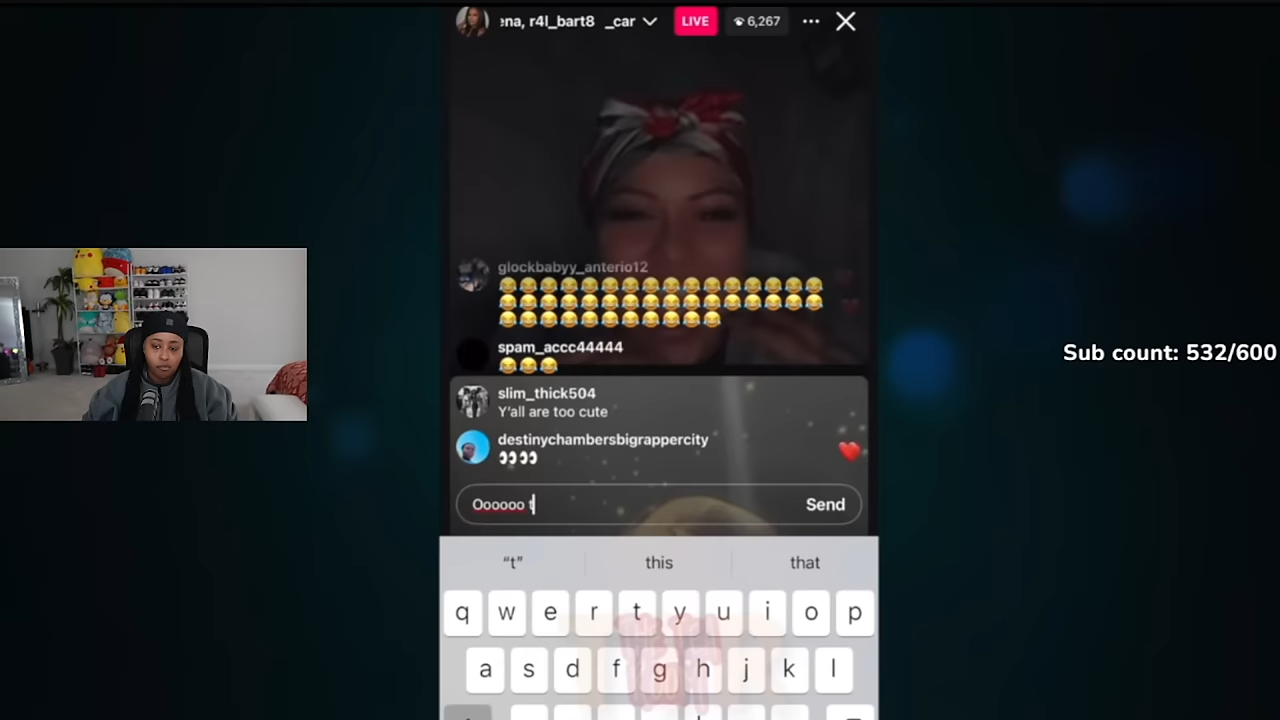 ena, r4l_bart8 _car
LIVE
6,267
glockbabyy_anterio12
😂😂😂😂😂😂😂😂😂😂😂😂😂😂😂😂
😂😂😂😂😂😂😂😂😂😂😂😂😂😂😂😂
😂😂😂😂😂😂😂😂😂😂😂
spam_accc44444
😂😂😂
slim_thick504
Y'all are too cute
destinychambersbigrappercity
👀👀
Oooooo t
Send
Sub count: 532/600
“t”
this
that
q w e r t y u i o p
a s d f g h j k l